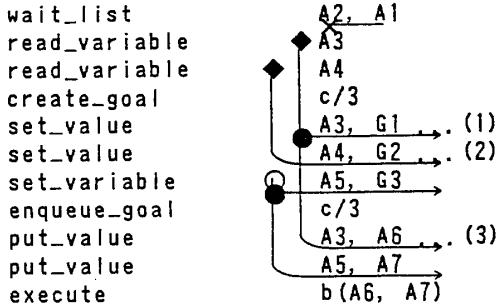 wait_list A2, A1
read_variable A3
read_variable A4
create_goal c/3
set_value A3, G1 . . (1)
set_value A4, G2 . . (2)
set_variable A5, G3
enqueue_goal c/3
put_value A3, A6 . . (3)
put_value A5, A7
execute b(A6, A7)